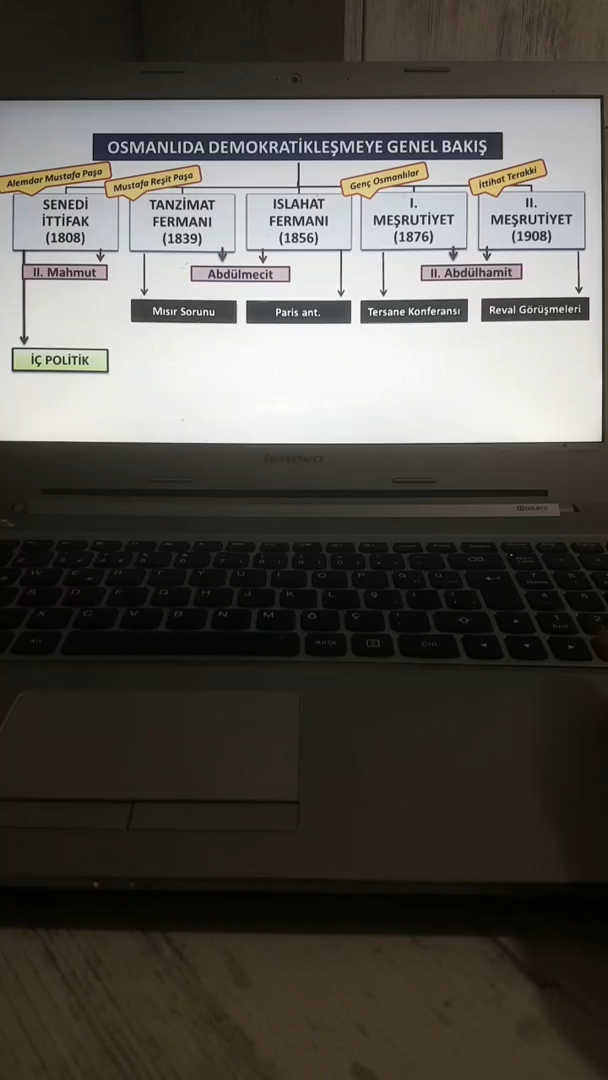 OSMANLIDA DEMOKRATİKLEŞMEYE GENEL BAKIŞ
Alemdar Mustafa Paşa
Mustafa Reşit Paşa
Genç Osmanlılar
İttihat Terakki
SENEDİ
İTTİFAK
(1808)
TANZİMAT
FERMANI
(1839)
ISLAHAT
FERMANI
(1856)
I.
MEŞRUTİYET
(1876)
II.
MEŞRUTİYET
(1908)
II. Mahmut
Abdülmecit
II. Abdülhamit
Mısır Sorunu
Paris ant.
Tersane Konferansı
Reval Görüşmeleri
İÇ POLİTİK
lenovo